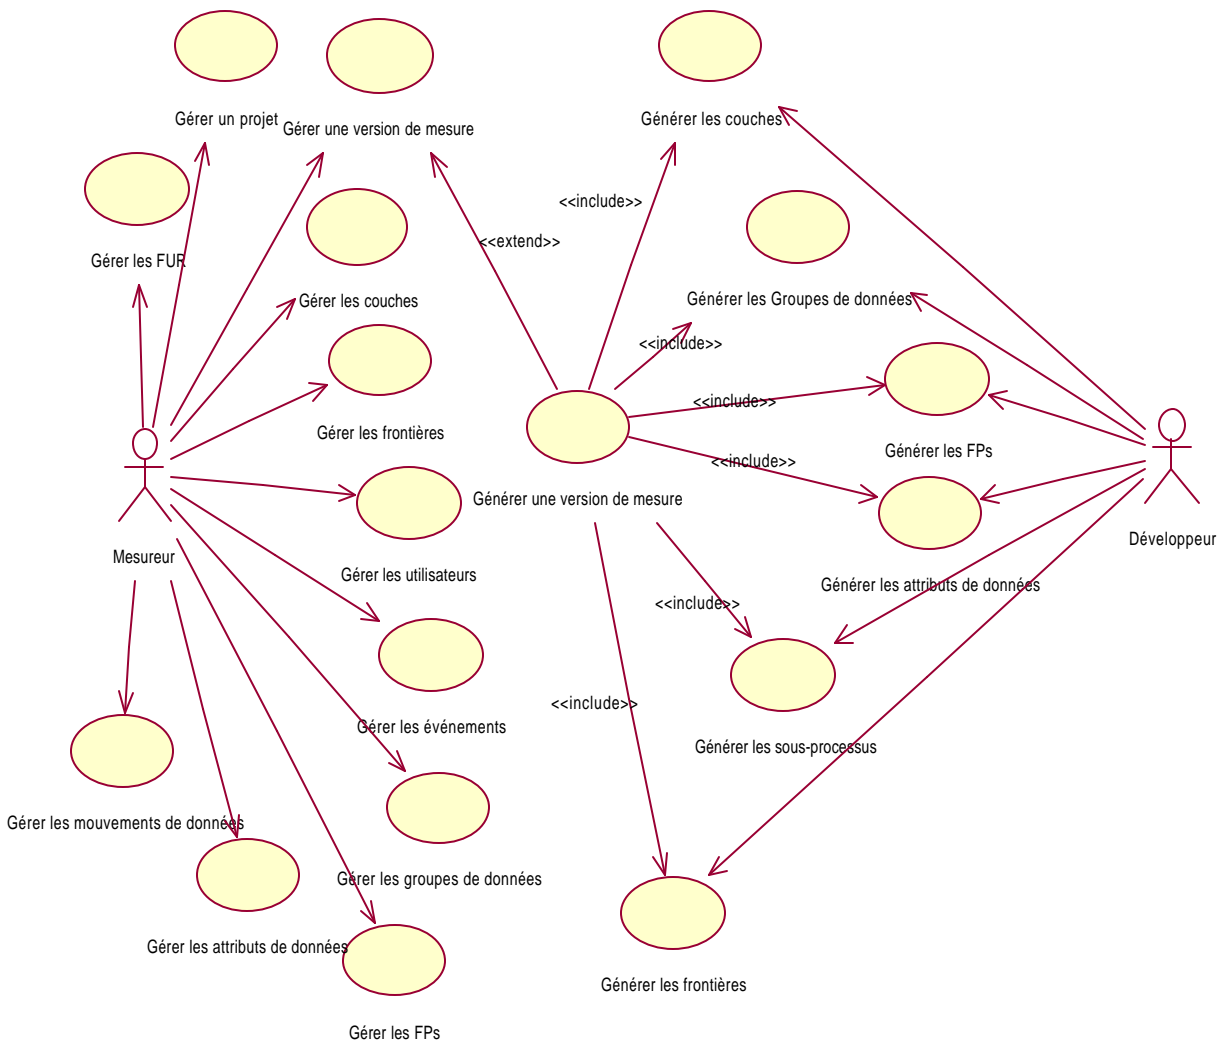 Gérer un projet
Gérer une version de mesure
Générer les couches
<<include>>
<<extend>>
Gérer les FUR
Gérer les couches
Générer les Groupes de données
<<include>>
<<include>>
Gérer les frontières
Générer les FPs
<<include>>
Générer une version de mesure
Développeur
Mesureur
Gérer les utilisateurs
Générer les attributs de données
<<include>>
<<include>>
Gérer les événements
Générer les sous-processus
Gérer les mouvements de données
Gérer les groupes de données
Gérer les attributs de données
Générer les frontières
Gérer les FPs